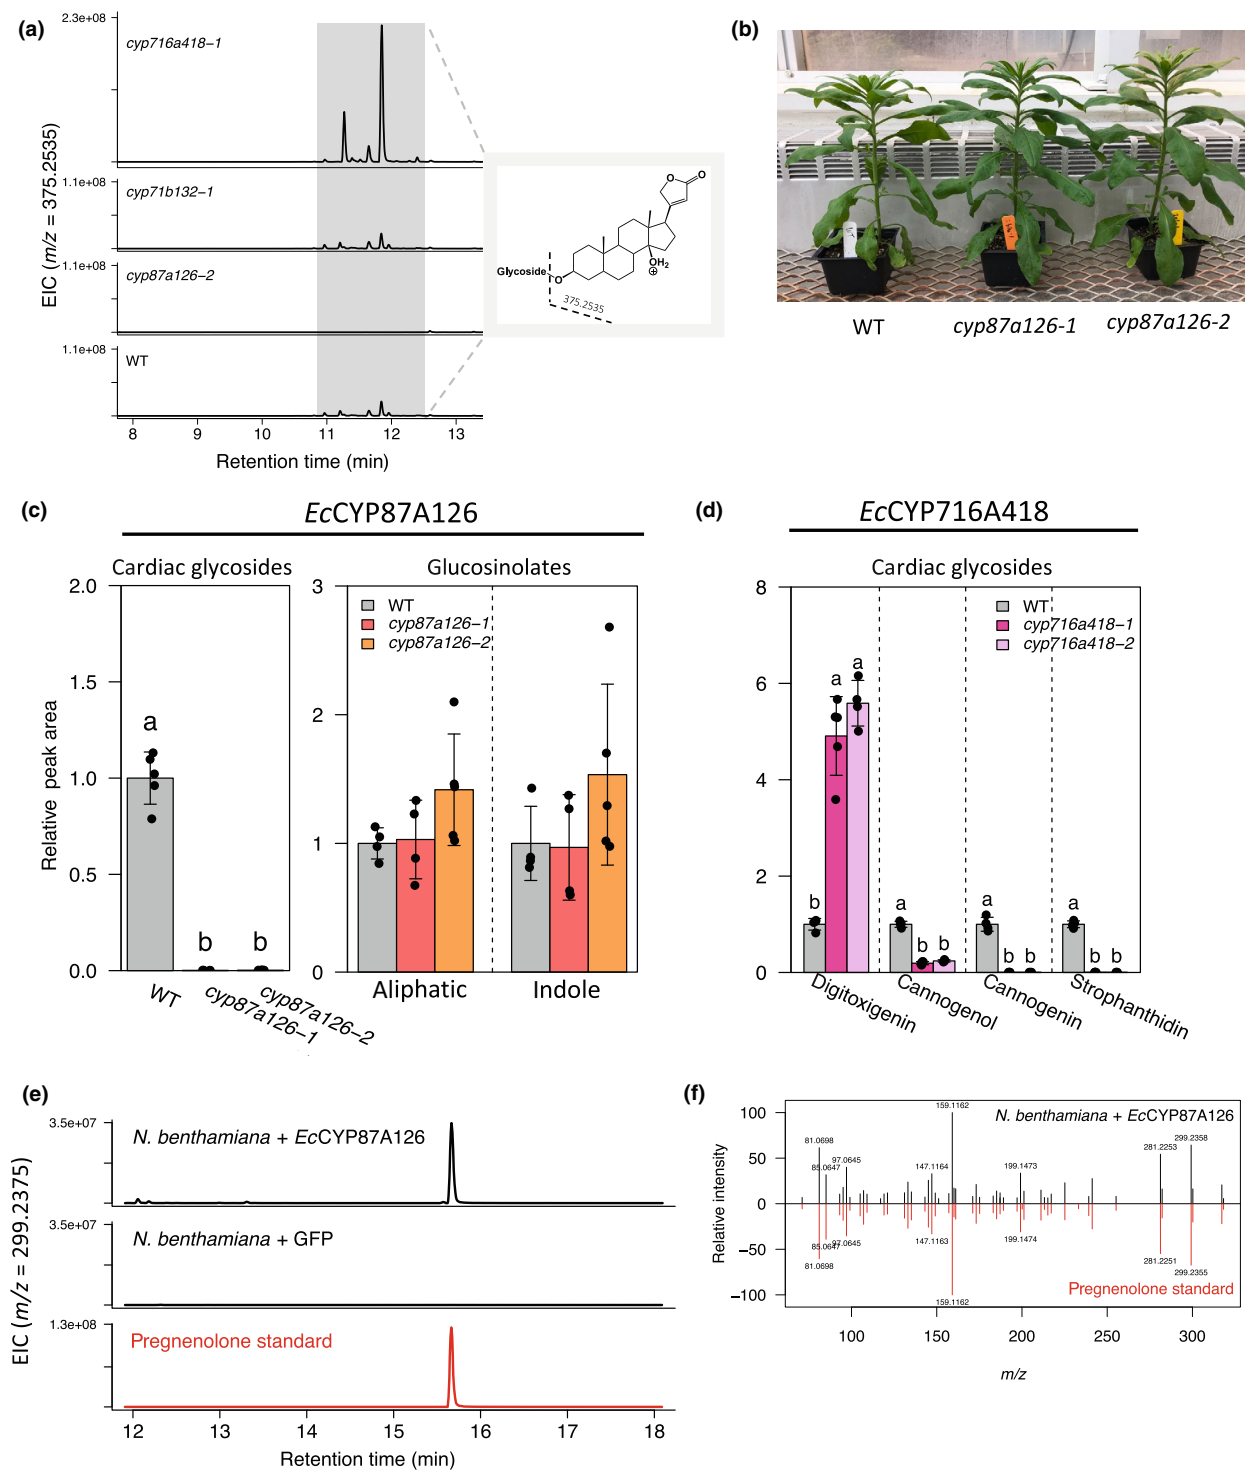 (a)
2.3e+08
cyp716a418−1
1.1e+08
cyp71b132−1
1.1e+08
cyp87a126−2
1.1e+08
WT
EIC (m/z = 375.2535)
8 9 10 11 12 13
Retention time (min)
O
O
OH2
+
Glycoside
O
375.2535
(b)
WT
cyp87a126-1
cyp87a126-2
(c)
EcCYP87A126
Cardiac glycosides
Relative peak area
2.0
1.5
1.0
0.5
0.0
a
b
b
WT
cyp87a126−1
cyp87a126−2
Glucosinolates
3
2
1
0
WT
cyp87a126−1
cyp87a126−2
Aliphatic
Indole
(d)
EcCYP716A418
Cardiac glycosides
8
6
4
2
0
WT
cyp716a418−1
cyp716a418−2
b a a
a b b
a b b
a b b
Digitoxigenin
Cannogenol
Cannogenin
Strophanthidin
(e)
EIC (m/z = 299.2375)
3.5e+07
N. benthamiana + EcCYP87A126
3.5e+07
N. benthamiana + GFP
1.3e+08
Pregnenolone standard
12 13 14 15 16 17 18
Retention time (min)
(f)
Relative intensity
100
50
0
−50
−100
N. benthamiana + EcCYP87A126
159.1162
81.0698
85.0647
97.0645
147.1164
199.1473
281.2253
299.2358
81.0698
85.0647
97.0645
147.1163
159.1162
199.1474
281.2251
299.2355
Pregnenolone standard
100 150 200 250 300
m/z